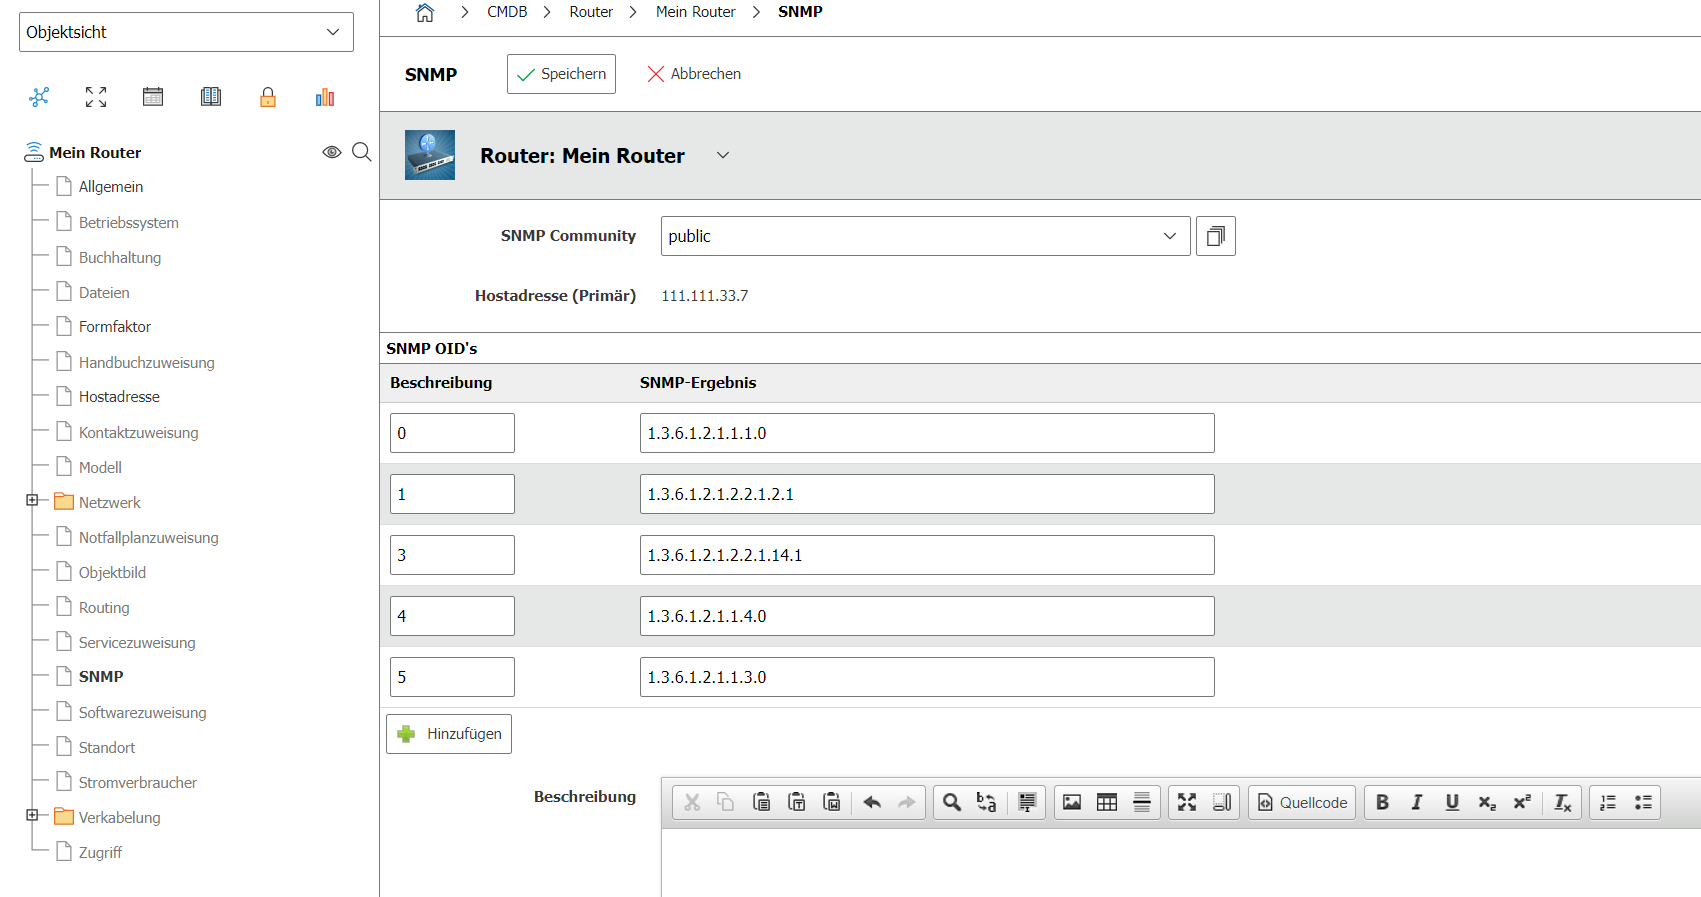 Objektsicht
CMDB
Router
Mein Router
SNMP
SNMP
Speichern
Abbrechen
Mein Router
Allgemein
Betriebssystem
Buchhaltung
Dateien
Formfaktor
Handbuchzuweisung
Hostadresse
Kontaktzuweisung
Modell
Netzwerk
Notfallplanzuweisung
Objektbild
Routing
Servicezuweisung
SNMP
Softwarezuweisung
Standort
Stromverbraucher
Verkabelung
Zugriff
Router: Mein Router
SNMP Community
public
Hostadresse (Primär)
111.111.33.7
SNMP OID's
Beschreibung
SNMP-Ergebnis
0
1.3.6.1.2.1.1.1.0
1
1.3.6.1.2.1.2.2.1.2.1
3
1.3.6.1.2.1.2.2.1.14.1
4
1.3.6.1.2.1.1.4.0
5
1.3.6.1.2.1.1.3.0
Hinzufügen
Beschreibung
Quellcode